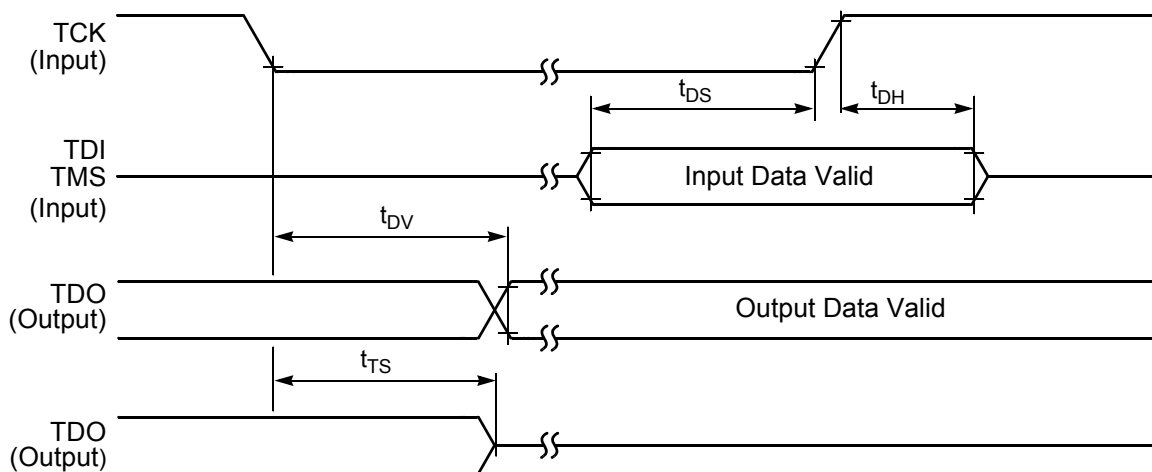 TCK
(Input)
tDS
tDH
TDI
TMS
(Input)
Input Data Valid
tDV
TDO
(Output)
Output Data Valid
tTS
TDO
(Output)